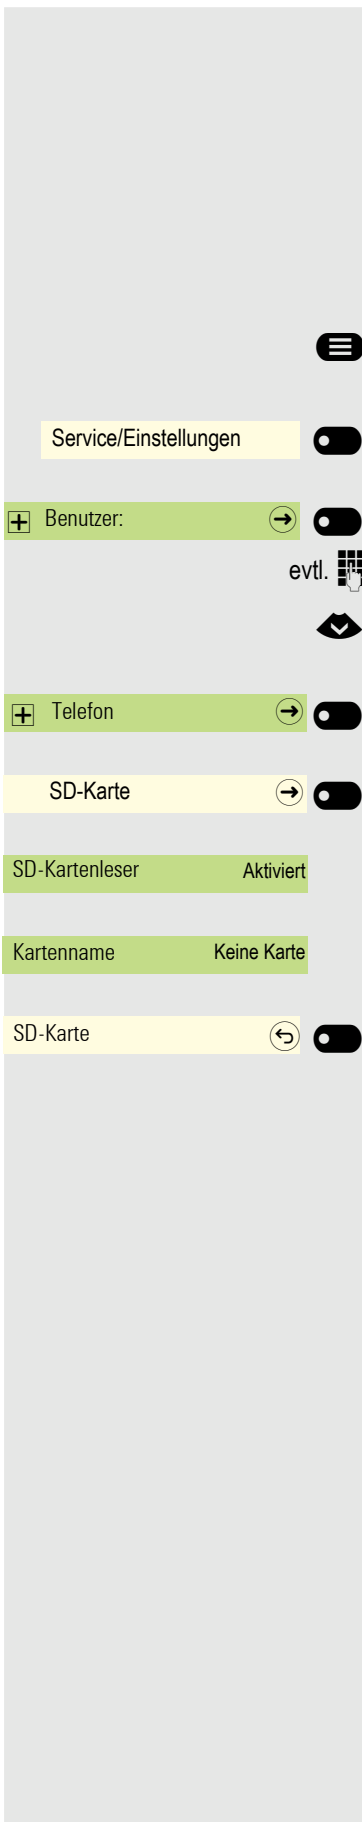 Service/Einstellungen
Benutzer:
evtl.
Telefon
SD-Karte
SD-Kartenleser Aktiviert
Kartenname Keine Karte
SD-Karte